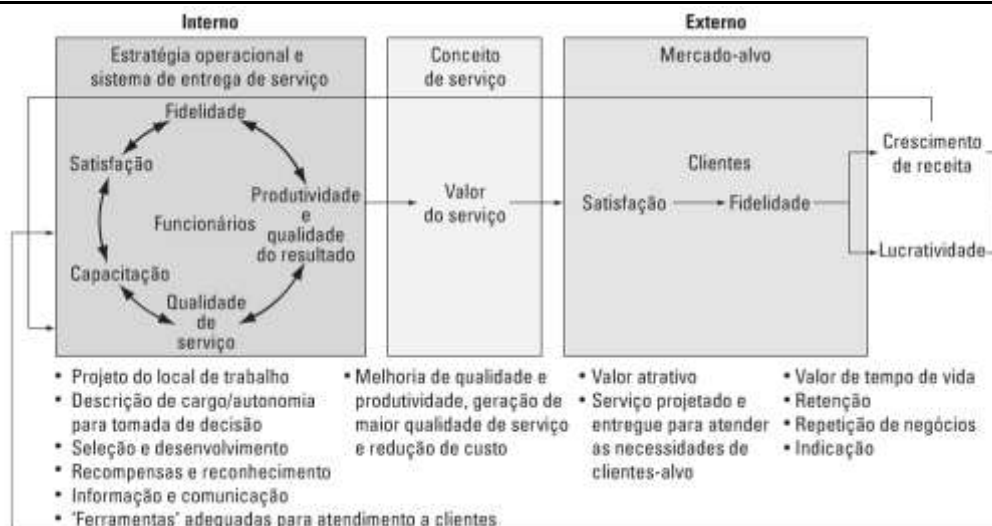 Interno
Externo
Estratégia operacional e
sistema de entrega de serviço
Conceito
de serviço
Mercado-alvo
Fidelidade
Satisfação
Produtividade
e
qualidade
do resultado
Funcionários
Capacitação
Qualidade
de
serviço
Valor
do serviço
Clientes
Satisfação
Fidelidade
Crescimento
de receita
Lucratividade
• Projeto do local de trabalho
• Descrição de cargo/autonomia
para tomada de decisão
• Seleção e desenvolvimento
• Recompensas e reconhecimento
• Informação e comunicação
• 'Ferramentas' adequadas para atendimento a clientes
• Melhoria de qualidade e
produtividade, geração de
maior qualidade de serviço
e redução de custo
• Valor atrativo
• Serviço projetado e
entregue para atender
as necessidades de
clientes-alvo
• Valor de tempo de vida
• Retenção
• Repetição de negócios
• Indicação